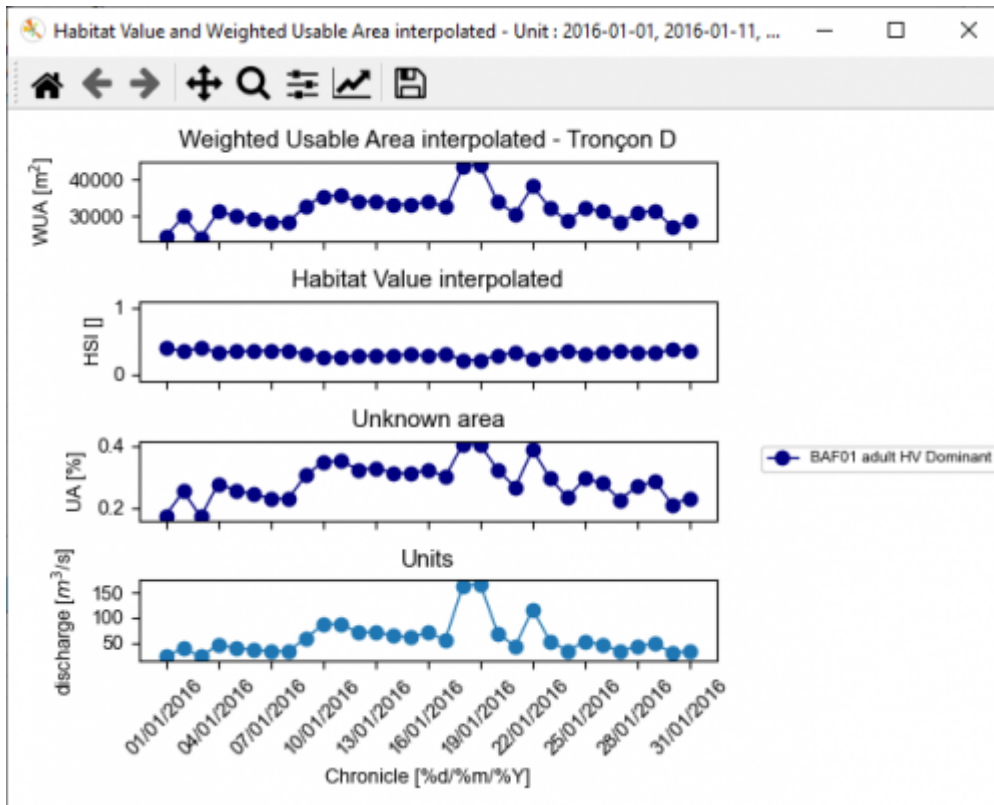 Habitat Value and Weighted Usable Area interpolated - Unit : 2016-01-01, 2016-01-11, ...
Weighted Usable Area interpolated - Tronçon D
WUA [m²]
40000
30000
Habitat Value interpolated
HSI []
1
0
Unknown area
UA [%]
0.4
0.2
BAF01 adult HV Dominant
Units
discharge [m³/s]
150
100
50
01/01/2016
04/01/2016
07/01/2016
10/01/2016
13/01/2016
16/01/2016
19/01/2016
22/01/2016
25/01/2016
28/01/2016
31/01/2016
Chronicle [%d/%m/%Y]